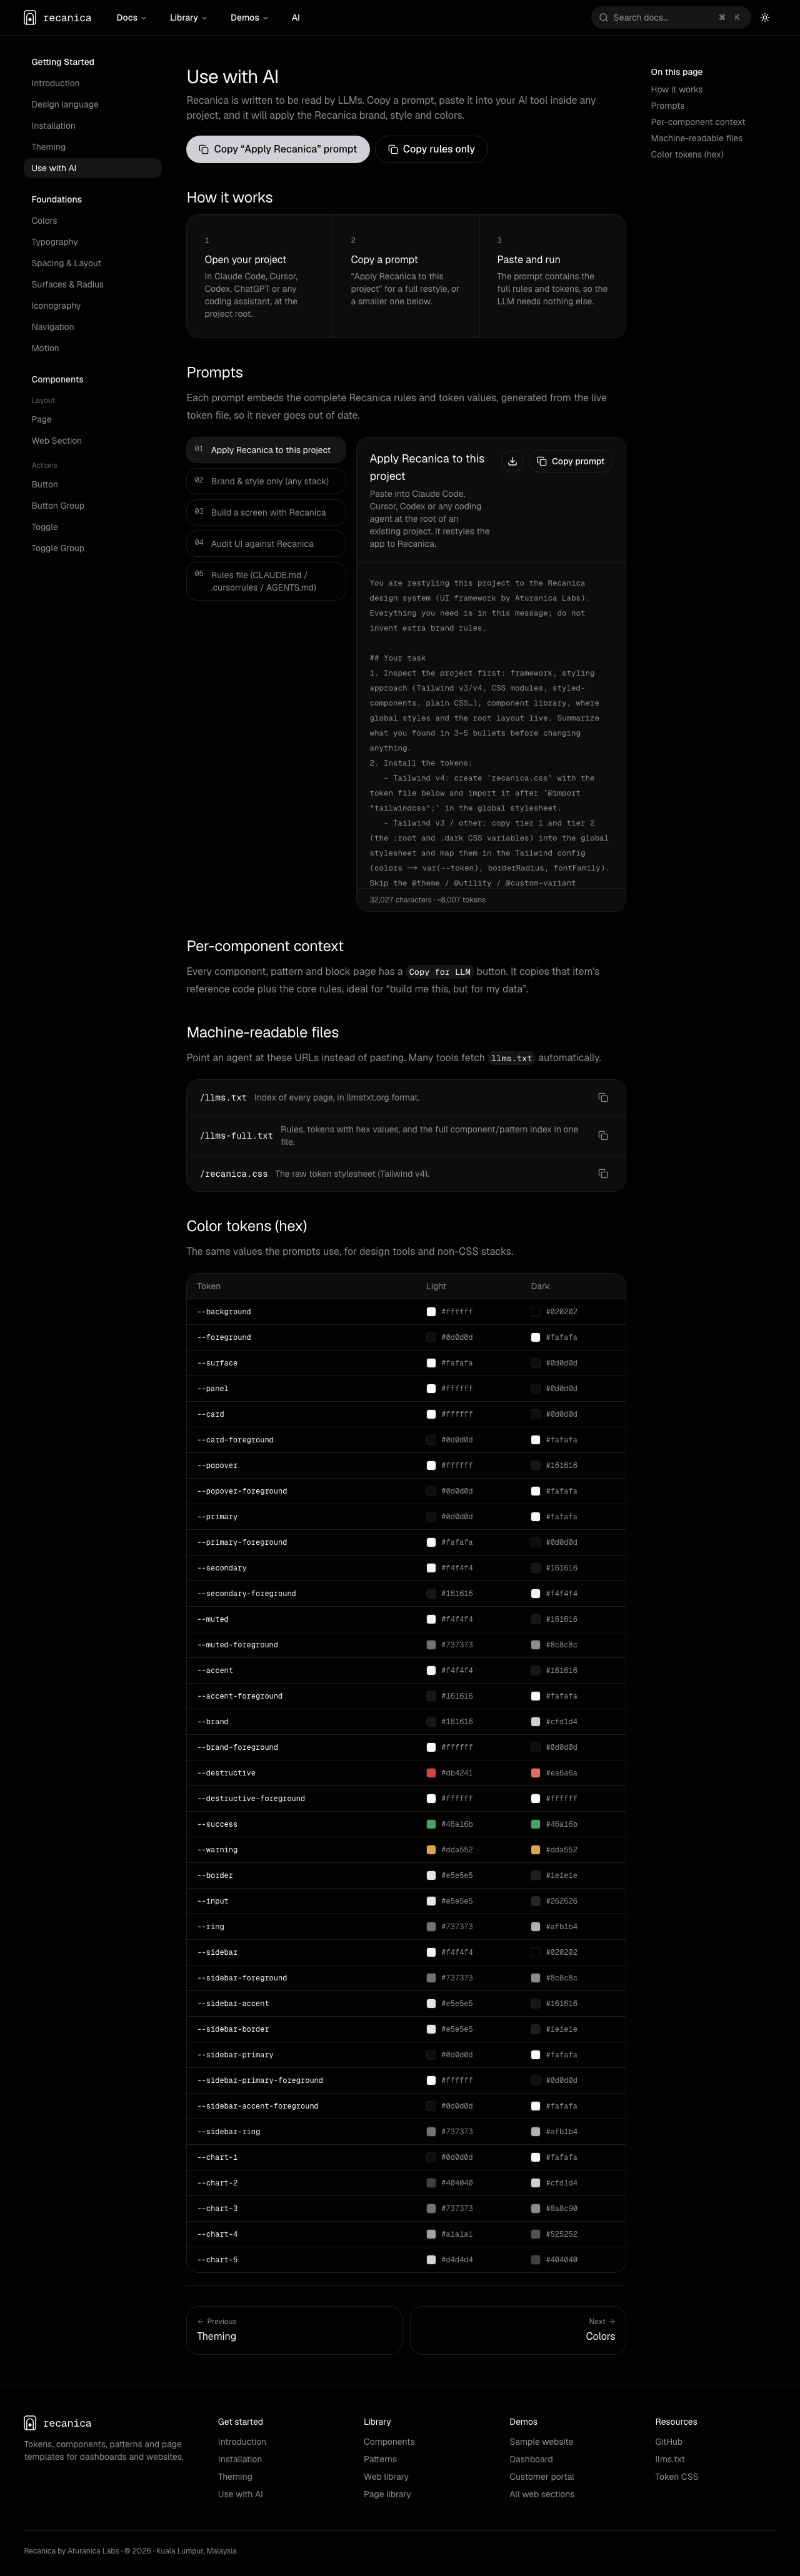 recanica
Docs
Library
Demos
AI
Search docs...
⌘ K
Getting Started
Introduction
Design language
Installation
Theming
Use with AI
Foundations
Colors
Typography
Spacing & Layout
Surfaces & Radius
Iconography
Navigation
Motion
Components
Layout
Page
Web Section
Actions
Button
Button Group
Toggle
Toggle Group
Use with AI
Recanica is written to be read by LLMs. Copy a prompt, paste it into your AI tool inside any
project, and it will apply the Recanica brand, style and colors.
Copy “Apply Recanica” prompt
Copy rules only
How it works
1
Open your project
In Claude Code, Cursor,
Codex, ChatGPT or any
coding assistant, at the
project root.
2
Copy a prompt
“Apply Recanica to this
project” for a full restyle, or
a smaller one below.
3
Paste and run
The prompt contains the
full rules and tokens, so the
LLM needs nothing else.
Prompts
Each prompt embeds the complete Recanica rules and token values, generated from the live
token file, so it never goes out of date.
01 Apply Recanica to this project
02 Brand & style only (any stack)
03 Build a screen with Recanica
04 Audit UI against Recanica
05 Rules file (CLAUDE.md /
.cursorrules / AGENTS.md)
Apply Recanica to this
project
Copy prompt
Paste into Claude Code,
Cursor, Codex or any coding
agent at the root of an
existing project. It restyles the
app to Recanica.
You are restyling this project to the Recanica
design system (UI framework by Aturanica Labs).
Everything you need is in this message; do not
invent extra brand rules.
## Your task
1. Inspect the project first: framework, styling
approach (Tailwind v3/v4, CSS modules, styled-
components, plain CSS…), component library, where
global styles and the root layout live. Summarize
what you found in 3–5 bullets before changing
anything.
2. Install the tokens:
- Tailwind v4: create `recanica.css` with the
token file below and import it after `@import
"tailwindcss";` in the global stylesheet.
- Tailwind v3 / other: copy tier 1 and tier 2
(the :root and .dark CSS variables) into the global
stylesheet and map them in the Tailwind config
(colors → var(--token), borderRadius, fontFamily).
Skip the @theme / @utility / @custom-variant
32,027 characters · ~8,007 tokens
Per-component context
Every component, pattern and block page has a Copy for LLM button. It copies that item’s
reference code plus the core rules, ideal for “build me this, but for my data”.
Machine-readable files
Point an agent at these URLs instead of pasting. Many tools fetch llms.txt automatically.
/llms.txt Index of every page, in llmstxt.org format.
/llms-full.txt Rules, tokens with hex values, and the full component/pattern index in one
file.
/recanica.css The raw token stylesheet (Tailwind v4).
Color tokens (hex)
The same values the prompts use, for design tools and non-CSS stacks.
Token Light Dark
--background #ffffff #020202
--foreground #0d0d0d #fafafa
--surface #fafafa #0d0d0d
--panel #ffffff #0d0d0d
--card #ffffff #0d0d0d
--card-foreground #0d0d0d #fafafa
--popover #ffffff #161616
--popover-foreground #0d0d0d #fafafa
--primary #0d0d0d #fafafa
--primary-foreground #fafafa #0d0d0d
--secondary #f4f4f4 #161616
--secondary-foreground #161616 #f4f4f4
--muted #f4f4f4 #161616
--muted-foreground #737373 #8c8c8c
--accent #f4f4f4 #161616
--accent-foreground #161616 #fafafa
--brand #161616 #cfd1d4
--brand-foreground #ffffff #0d0d0d
--destructive #db4241 #ea6a6a
--destructive-foreground #ffffff #ffffff
--success #46a16b #46a16b
--warning #dda552 #dda552
--border #e5e5e5 #1e1e1e
--input #e5e5e5 #262626
--ring #737373 #afb1b4
--sidebar #f4f4f4 #020202
--sidebar-foreground #737373 #8c8c8c
--sidebar-accent #e5e5e5 #161616
--sidebar-border #e5e5e5 #1e1e1e
--sidebar-primary #0d0d0d #fafafa
--sidebar-primary-foreground #ffffff #0d0d0d
--sidebar-accent-foreground #0d0d0d #fafafa
--sidebar-ring #737373 #afb1b4
--chart-1 #0d0d0d #fafafa
--chart-2 #404040 #cfd1d4
--chart-3 #737373 #8a8c90
--chart-4 #a1a1a1 #525252
--chart-5 #d4d4d4 #404040
← Previous
Theming
Next →
Colors
On this page
How it works
Prompts
Per-component context
Machine-readable files
Color tokens (hex)
recanica
Tokens, components, patterns and page
templates for dashboards and websites.
Get started
Introduction
Installation
Theming
Use with AI
Library
Components
Patterns
Web library
Page library
Demos
Sample website
Dashboard
Customer portal
All web sections
Resources
GitHub
llms.txt
Token CSS
Recanica by Aturanica Labs · © 2026 · Kuala Lumpur, Malaysia